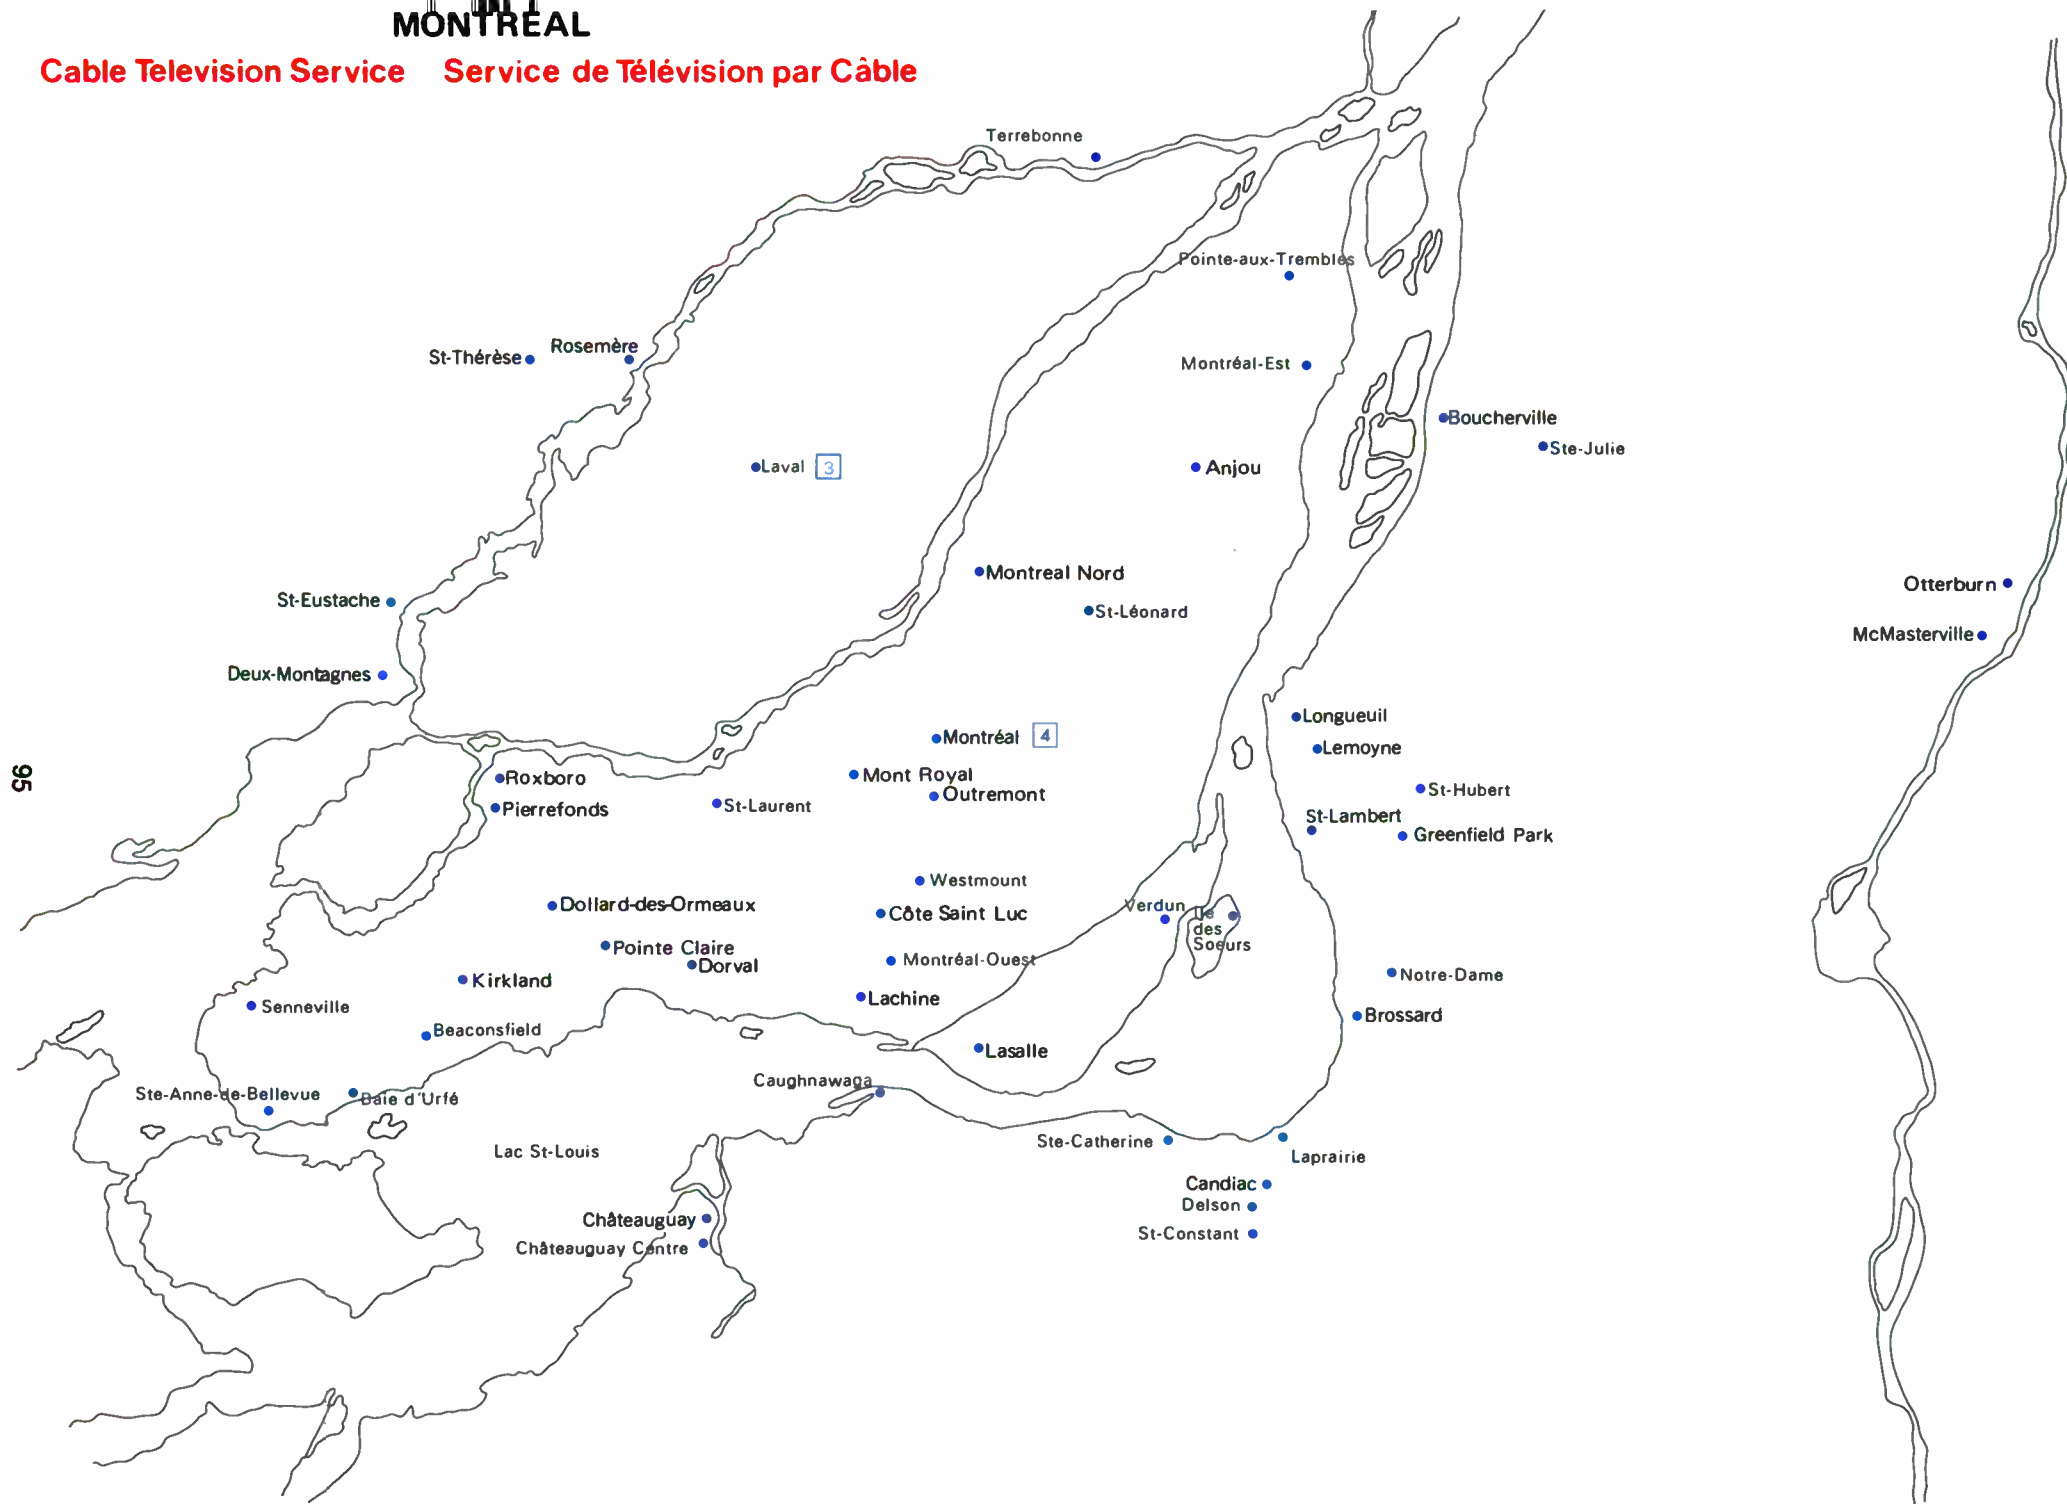 MONTRÉAL
Cable Television Service Service de Télévision par Câble
Terrebonne
Pointe-aux-Trembles
St-Thérèse
Rosemère
Montréal-Est
Boucherville
Ste-Julie
Laval 3
Anjou
Montreal Nord
St-Léonard
Otterburn
McMasterville
St-Eustache
Deux-Montagnes
Longueuil
Lemoyne
Montréal 4
Mont Royal
Outremont
95
Roxboro
Pierrefonds
St-Laurent
St-Hubert
St-Lambert
Greenfield Park
Westmount
Côte Saint Luc
Dollard-des-Ormeaux
Verdun
Ile
des
Soeurs
Pointe Claire
Dorval
Montréal-Ouest
Kirkland
Lachine
Notre-Dame
Senneville
Brossard
Beaconsfield
Lasalle
Caughnawaga
Ste-Anne-de-Bellevue
Baie d'Urfé
Lac St-Louis
Ste-Catherine
Laprairie
Candiac
Delson
St-Constant
Châteauguay
Châteauguay Centre